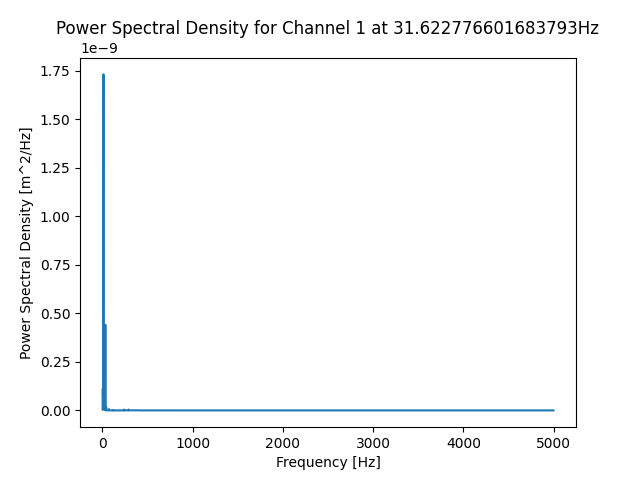 Power Spectral Density for Channel 1 at 31.622776601683793Hz
1e−9
1.75
1.50
1.25
1.00
0.75
0.50
0.25
0.00
Power Spectral Density [m^2/Hz]
0 1000 2000 3000 4000 5000
Frequency [Hz]